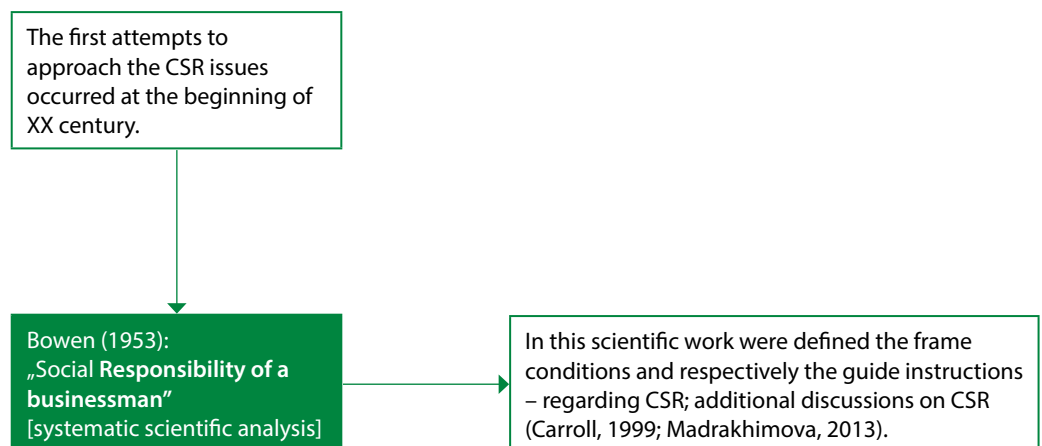 The first attempts to
approach the CSR issues
occurred at the beginning of
XX century.
Bowen (1953):
„Social Responsibility of a
businessman”
[systematic scientific analysis]
In this scientific work were defined the frame
conditions and respectively the guide instructions
– regarding CSR; additional discussions on CSR
(Carroll, 1999; Madrakhimova, 2013).